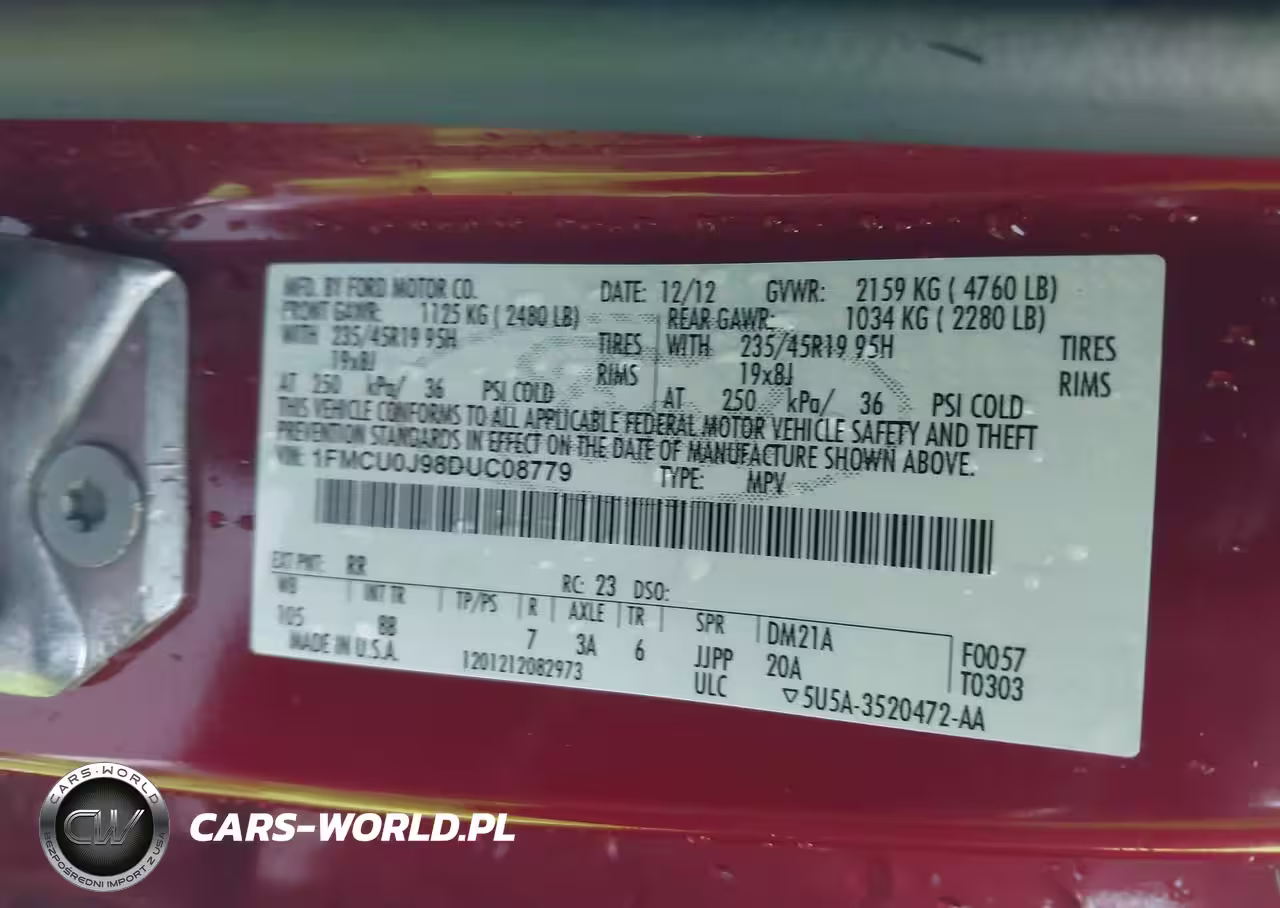 MFD. BY FORD MOTOR CO. DATE: 12/12 GVWR: 2159 KG ( 4760 LB)
FRONT GAWR: 1125 KG ( 2480 LB) REAR GAWR: 1034 KG ( 2280 LB)
WITH 235/45R19 95H TIRES WITH 235/45R19 95H TIRES
19x8J RIMS 19x8J RIMS
AT 250 kPa/ 36 PSI COLD AT 250 kPa/ 36 PSI COLD
THIS VEHICLE CONFORMS TO ALL APPLICABLE FEDERAL MOTOR VEHICLE SAFETY AND THEFT
PREVENTION STANDARDS IN EFFECT ON THE DATE OF MANUFACTURE SHOWN ABOVE.
VIN: 1FMCU0J98DUC08779 TYPE: MPV
EXT PNT: RR RC: 23 DSO:
WB INT TR TP/PS R AXLE TR SPR DM21A F0057
105 BB 7 3A 6 JJPP 20A T0303
MADE IN U.S.A. 1201212082973 ULC ▽5U5A-3520472-AA
CARS-WORLD
CW
BEZPOŚREDNI IMPORT Z USA
CARS-WORLD.PL